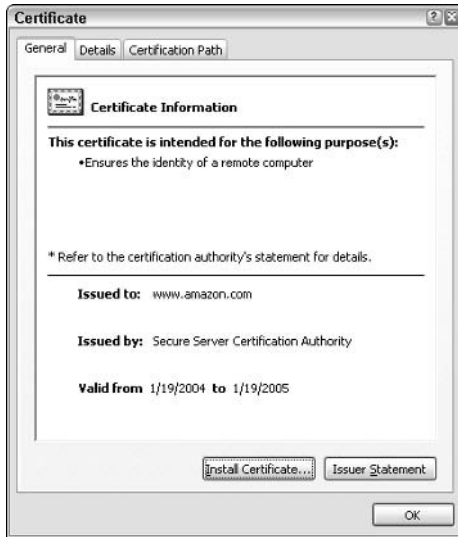 Certificate
General Details Certification Path
Certificate Information
This certificate is intended for the following purpose(s):
•Ensures the identity of a remote computer
* Refer to the certification authority's statement for details.
Issued to: www.amazon.com
Issued by: Secure Server Certification Authority
Valid from 1/19/2004 to 1/19/2005
Install Certificate... Issuer Statement
OK